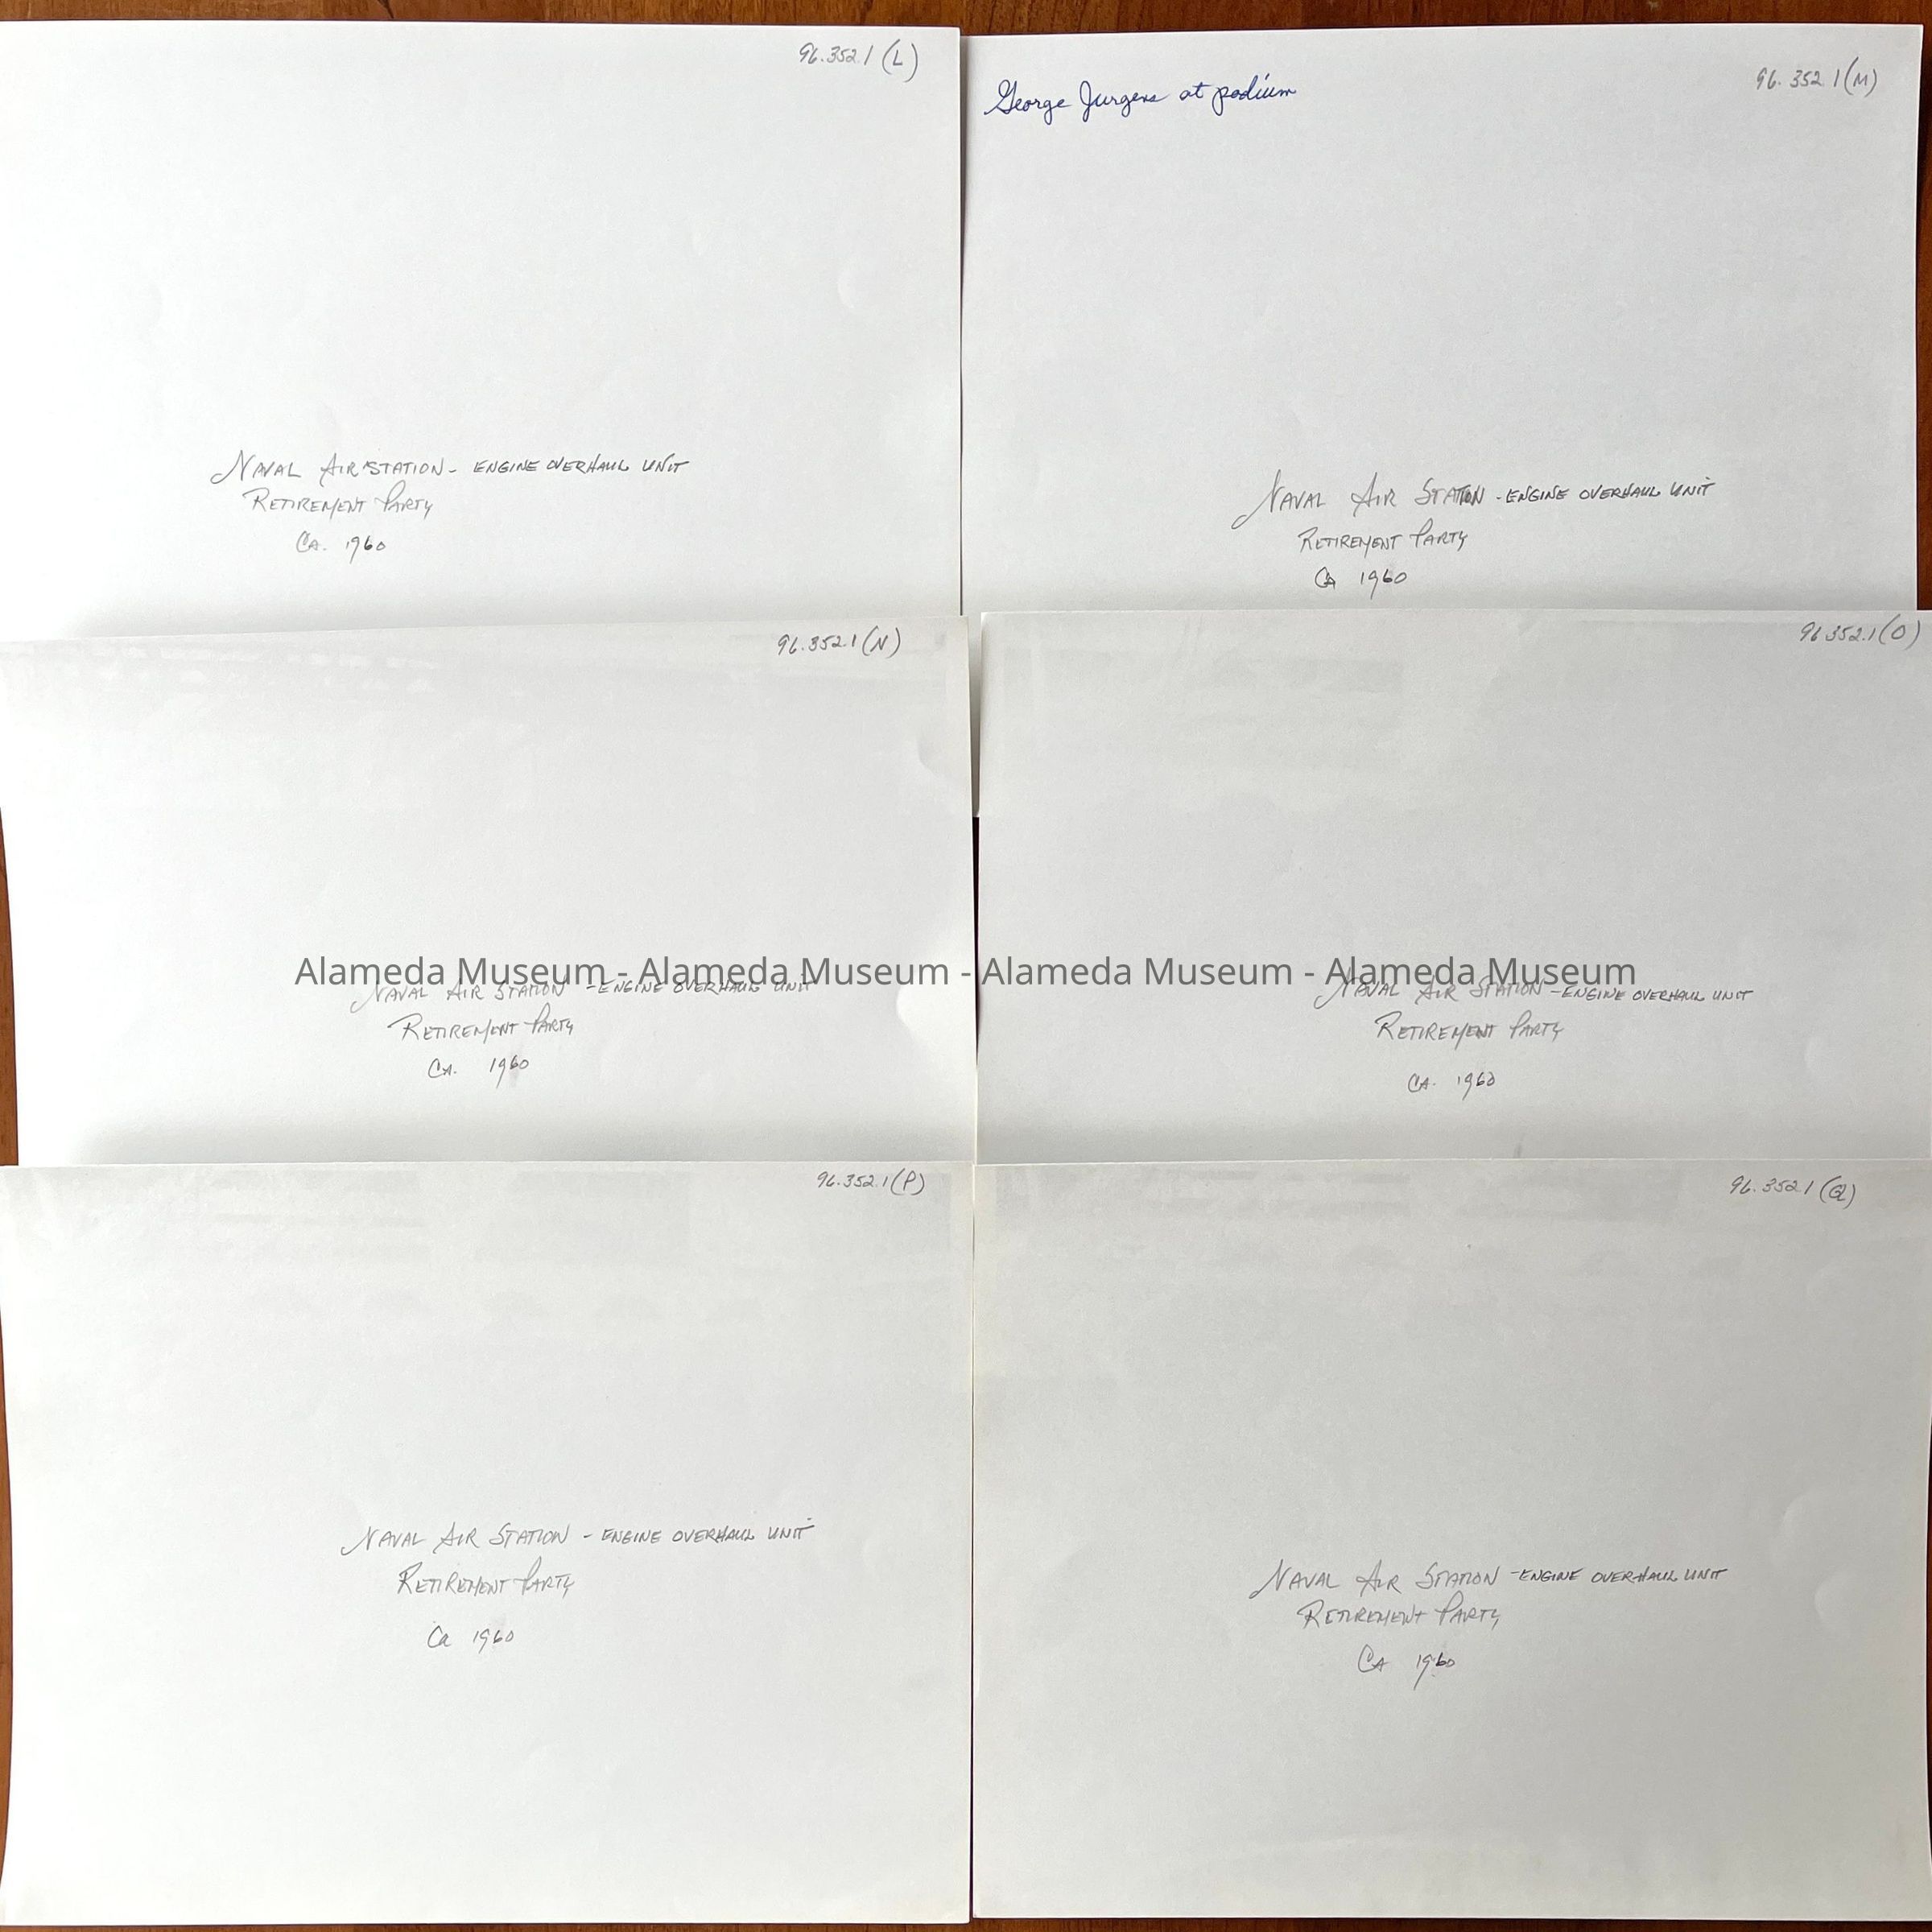 96.352.1 (L)
NAVAL AIR STATION - ENGINE OVERHAUL UNIT
RETIREMENT PARTY
CA. 1960
96.352.1 (M)
George Jurgens at podium
NAVAL AIR STATION - ENGINE OVERHAUL UNIT
RETIREMENT PARTY
CA 1960
96.352.1 (N)
NAVAL AIR STATION - ENGINE OVERHAUL UNIT
RETIREMENT PARTY
CA. 1960
96.352.1 (O)
NAVAL AIR STATION - ENGINE OVERHAUL UNIT
RETIREMENT PARTY
CA. 1960
Alameda Museum - Alameda Museum - Alameda Museum - Alameda Museum
96.352.1 (P)
NAVAL AIR STATION - ENGINE OVERHAUL UNIT
RETIREMENT PARTY
Ca 1960
96.352.1 (Q)
NAVAL AIR STATION - ENGINE OVERHAUL UNIT
RETIREMENT PARTY
CA 1960